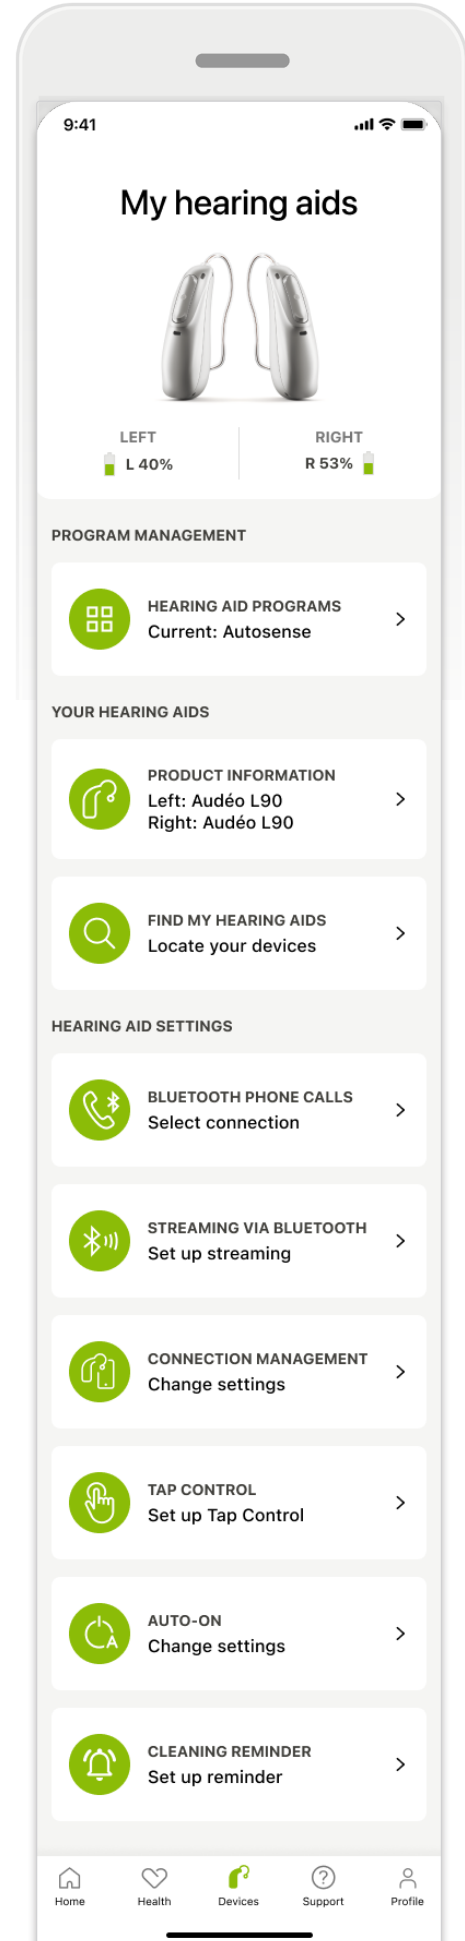 9:41
My hearing aids
LEFT RIGHT
L 40% R 53%
PROGRAM MANAGEMENT
HEARING AID PROGRAMS
Current: Autosense
YOUR HEARING AIDS
PRODUCT INFORMATION
Left: Audéo L90
Right: Audéo L90
FIND MY HEARING AIDS
Locate your devices
HEARING AID SETTINGS
BLUETOOTH PHONE CALLS
Select connection
STREAMING VIA BLUETOOTH
Set up streaming
CONNECTION MANAGEMENT
Change settings
TAP CONTROL
Set up Tap Control
AUTO-ON
Change settings
CLEANING REMINDER
Set up reminder
Home Health Devices Support Profile